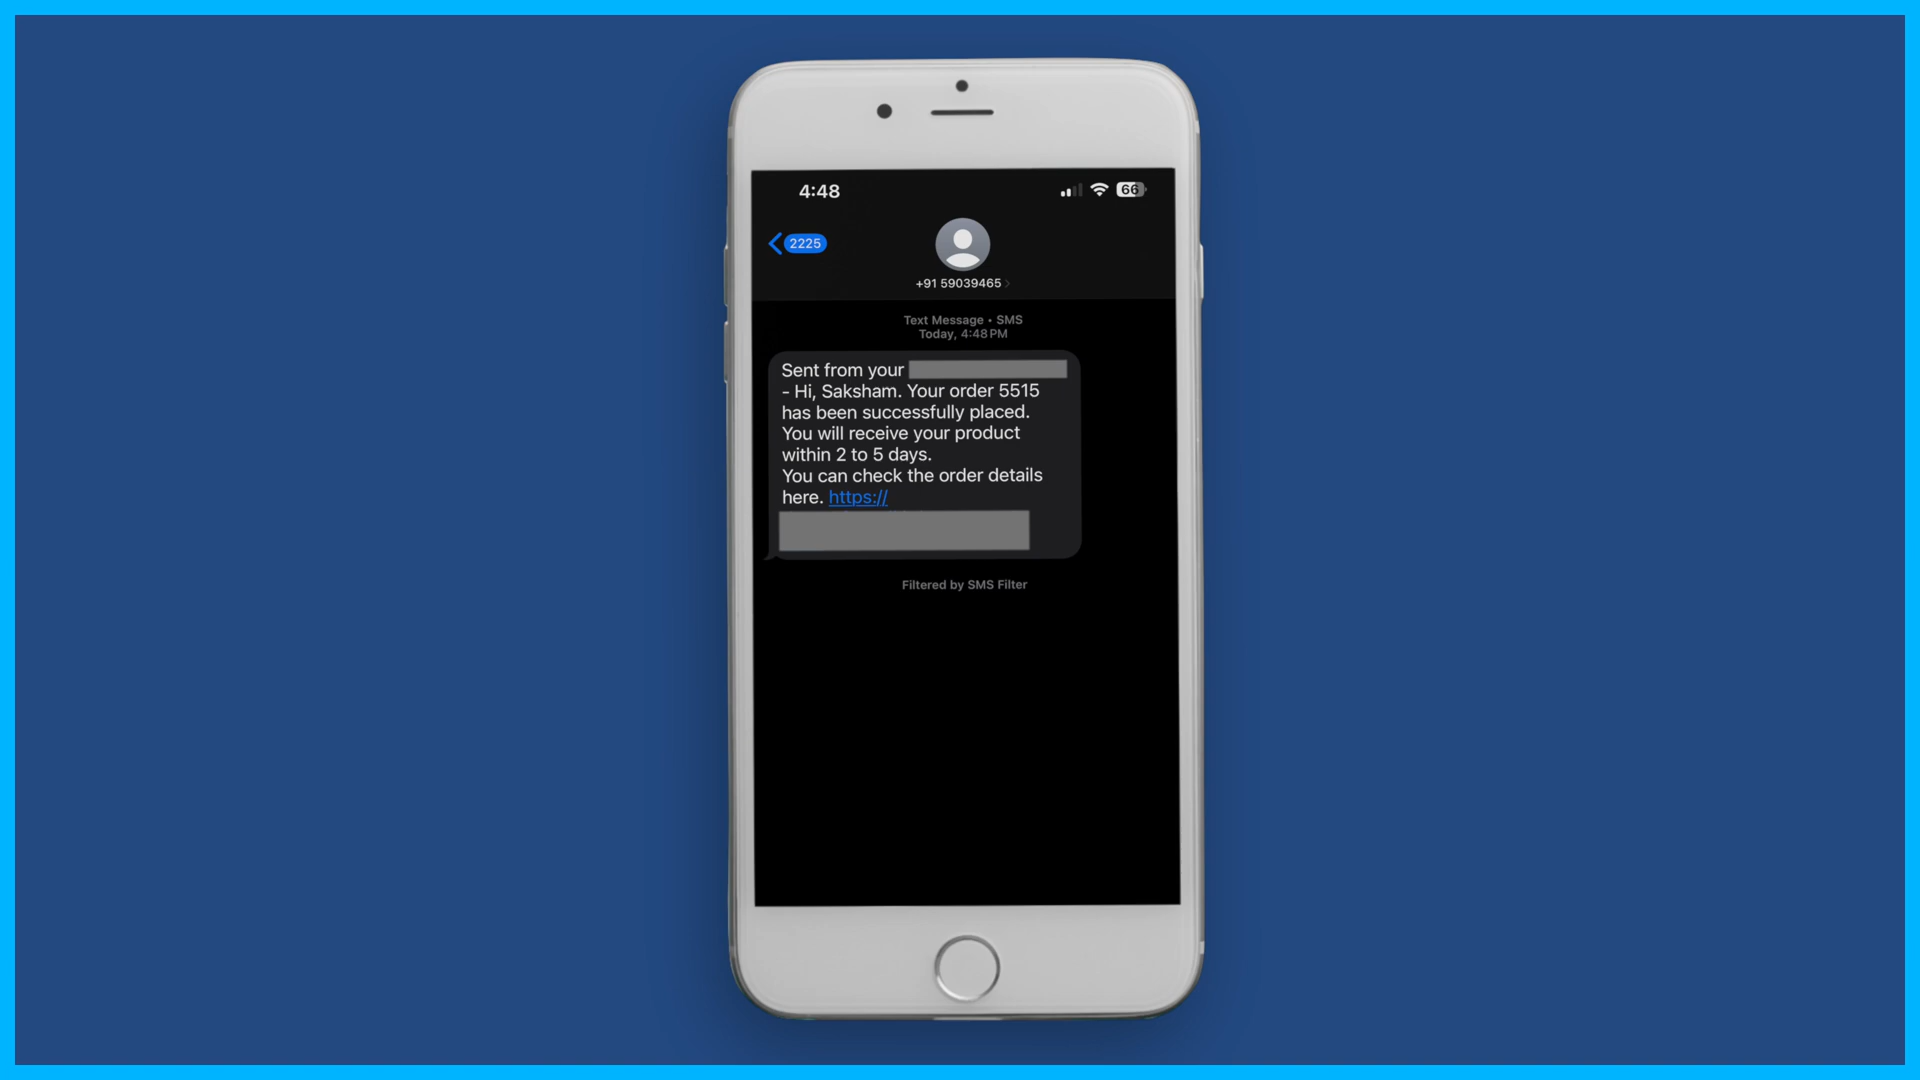 4:48
66
2225
+91 59039465
Text Message • SMS
Today, 4:48 PM
Sent from your
- Hi, Saksham. Your order 5515
has been successfully placed.
You will receive your product
within 2 to 5 days.
You can check the order details
here. https://
Filtered by SMS Filter